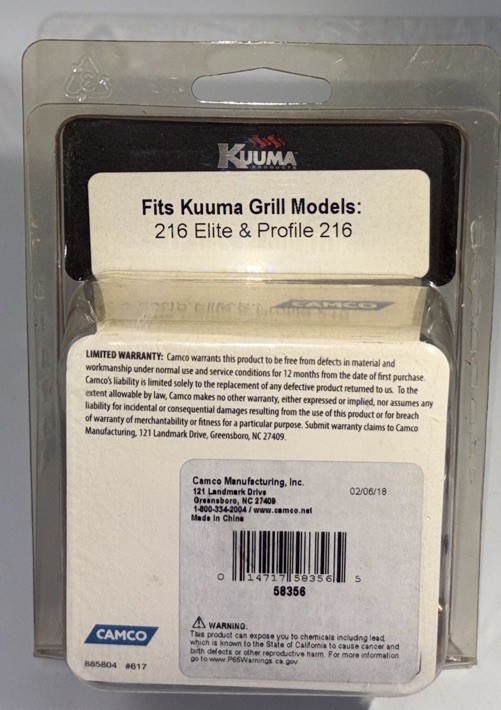 KUUMA
PRODUCTS
Fits Kuuma Grill Models:
216 Elite & Profile 216
CAMCO
LIMITED WARRANTY: Camco warrants this product to be free from defects in material and
workmanship under normal use and service conditions for 12 months from the date of first purchase.
Camco's liability is limited solely to the replacement of any defective product returned to us. To the
extent allowable by law, Camco makes no other warranty, either expressed or implied, nor assumes any
liability for incidental or consequential damages resulting from the use of this product or for breach
of warranty of merchantability or fitness for a particular purpose. Submit warranty claims to Camco
Manufacturing, 121 Landmark Drive, Greensboro, NC 27409.
Camco Manufacturing, Inc.
121 Landmark Drive
Greensboro, NC 27409
1-800-334-2004 / www.camco.net
Made in China
02/06/18
0 14717 58356 5
58356
⚠ WARNING:
This product can expose you to chemicals including lead,
which is known to the State of California to cause cancer and
birth defects or other reproductive harm. For more information
go to www.P65Warnings.ca.gov
CAMCO
885804 #617